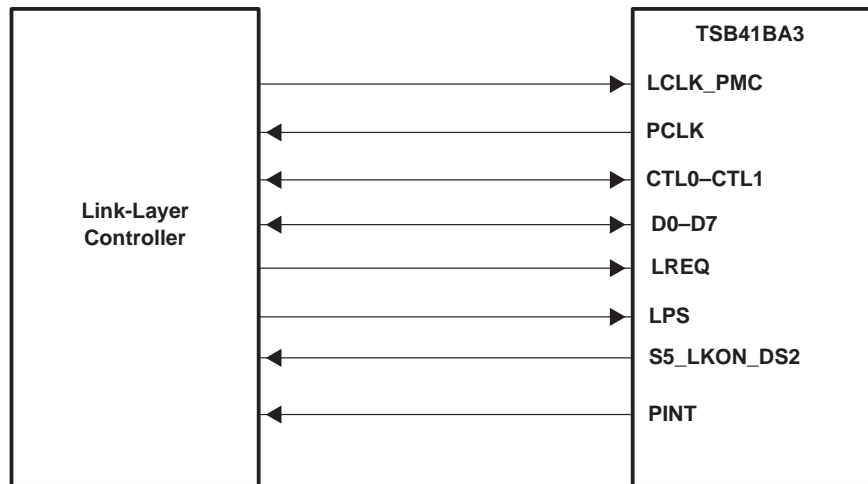 TSB41BA3
LCLK_PMC
PCLK
CTL0–CTL1
Link-Layer
Controller
D0–D7
LREQ
LPS
S5_LKON_DS2
PINT